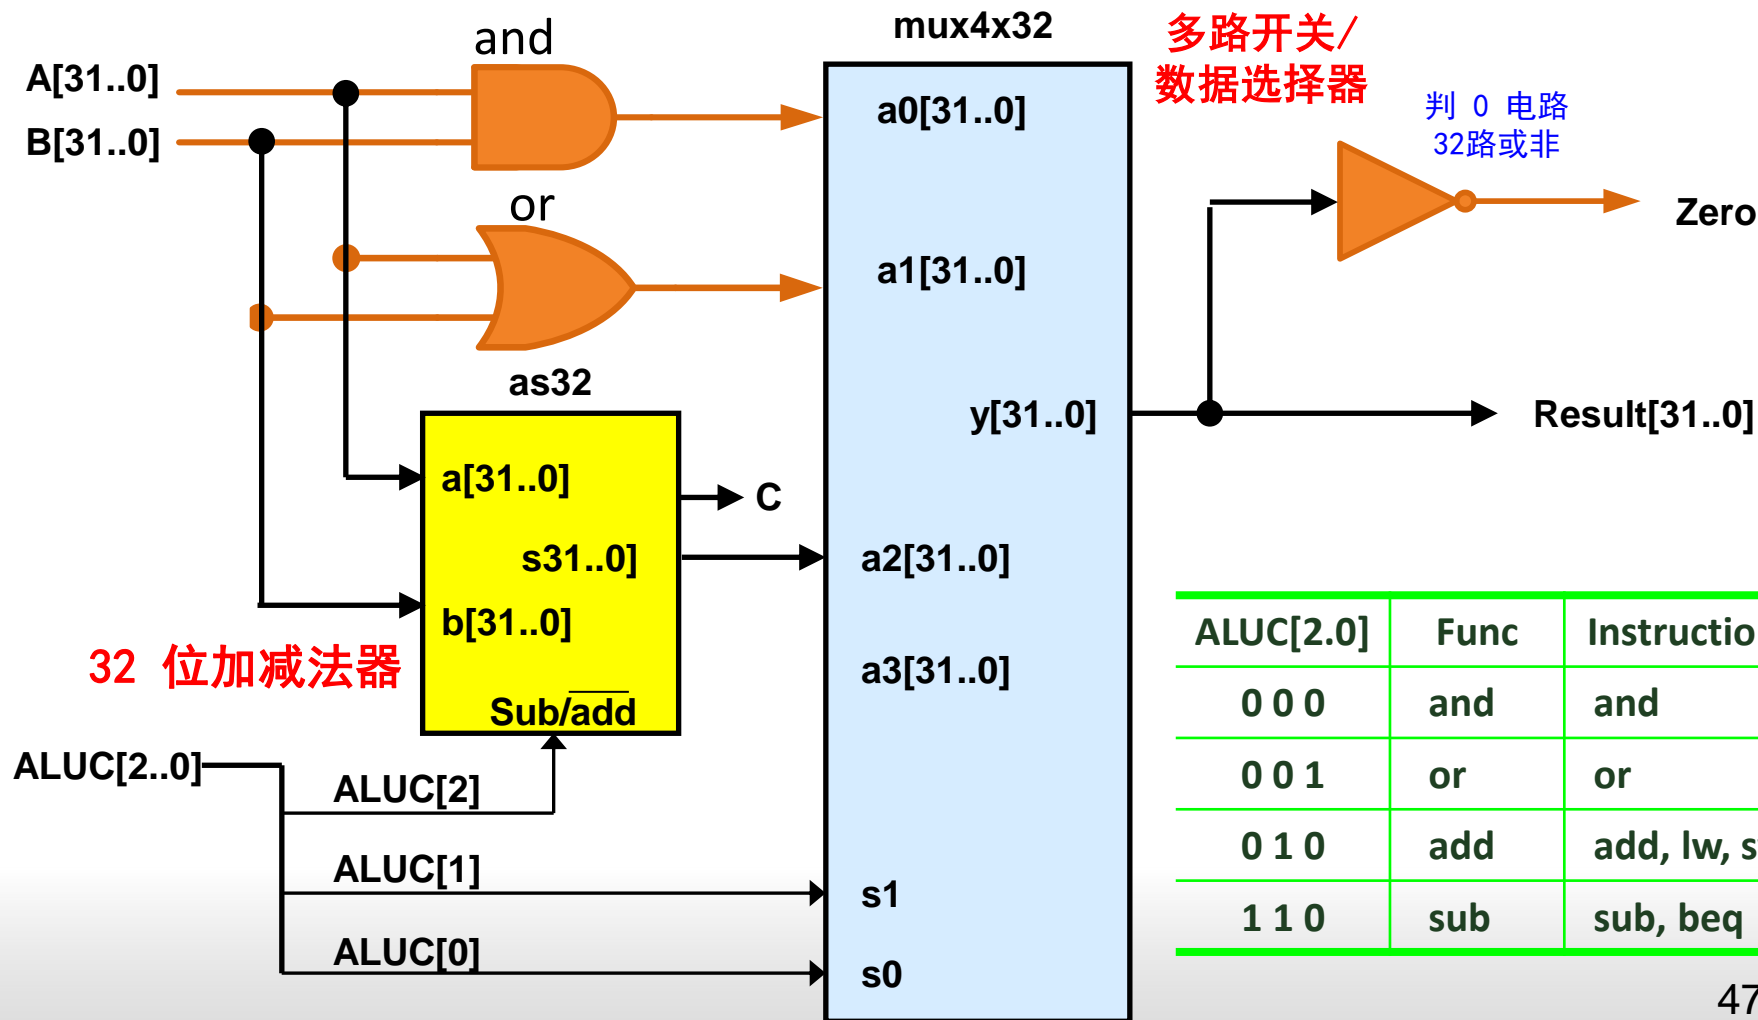 and
mux4x32
多路开关/
数据选择器
A[31..0]
B[31..0]
a0[31..0]
判 0 电路
32路或非
or
Zero
a1[31..0]
as32
y[31..0]
Result[31..0]
a[31..0]
C
s31..0]
a2[31..0]
b[31..0]
32 位加减法器
a3[31..0]
Sub/add
ALUC[2..0]
ALUC[2]
ALUC[1]
s1
ALUC[0]
s0
ALUC[2.0] Func Instructio
0 0 0 and and
0 0 1 or or
0 1 0 add add, lw, s
1 1 0 sub sub, beq
47